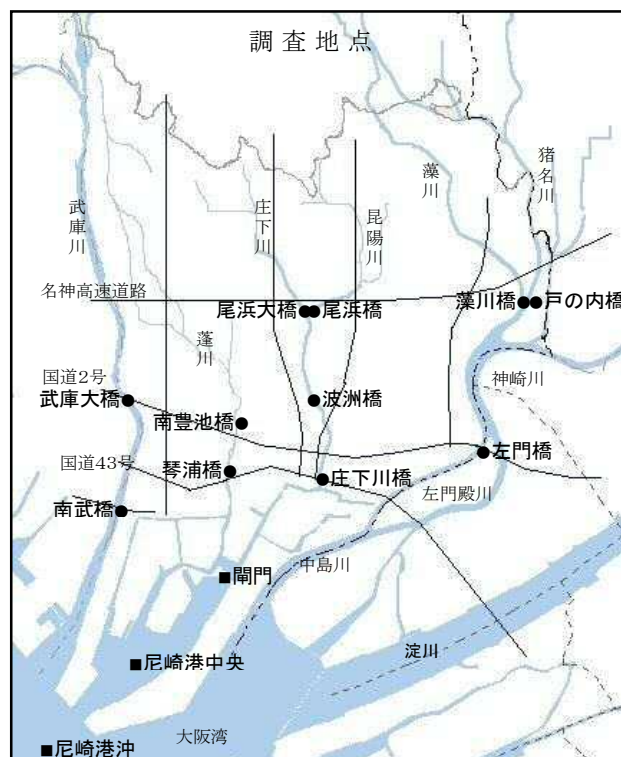 調査地点
武庫川
庄下川
昆陽川
藻川
猪名川
名神高速道路
尾浜大橋
尾浜橋
藻川橋
戸の内橋
蓬川
神崎川
国道2号
武庫大橋
波洲橋
南豊池橋
左門橋
国道43号
琴浦橋
庄下川橋
左門殿川
南武橋
中島川
■閘門
淀川
■尼崎港中央
大阪湾
■尼崎港沖